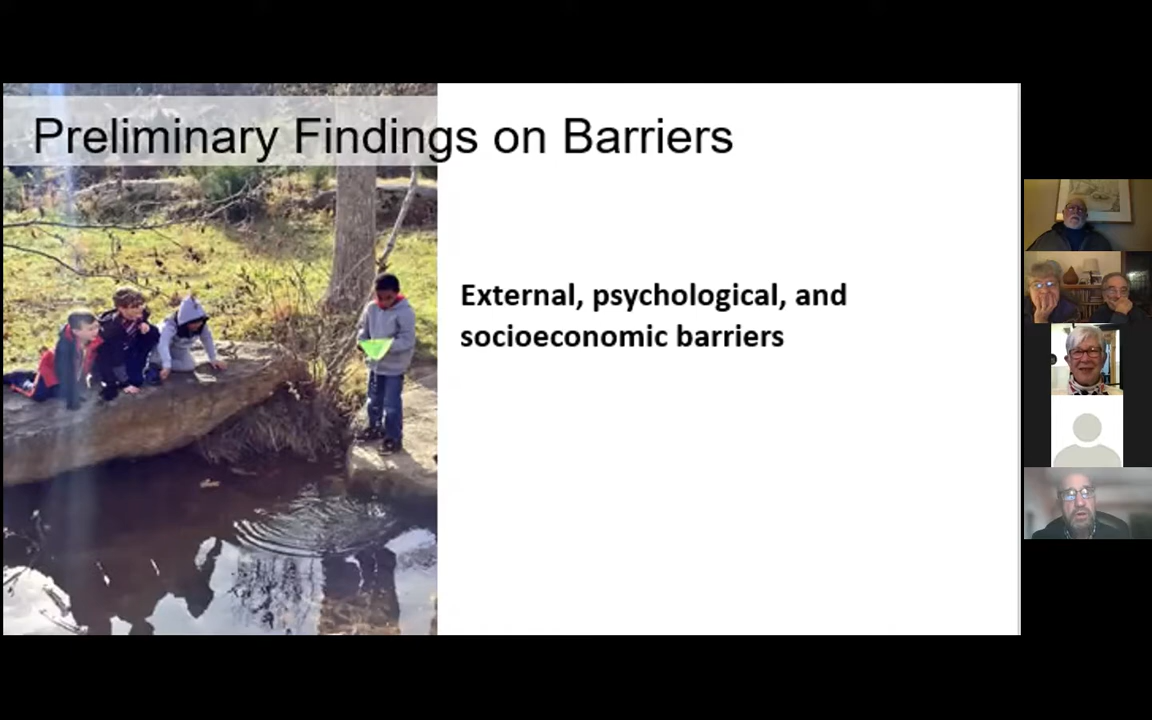 Preliminary Findings on Barriers
External, psychological, and
socioeconomic barriers